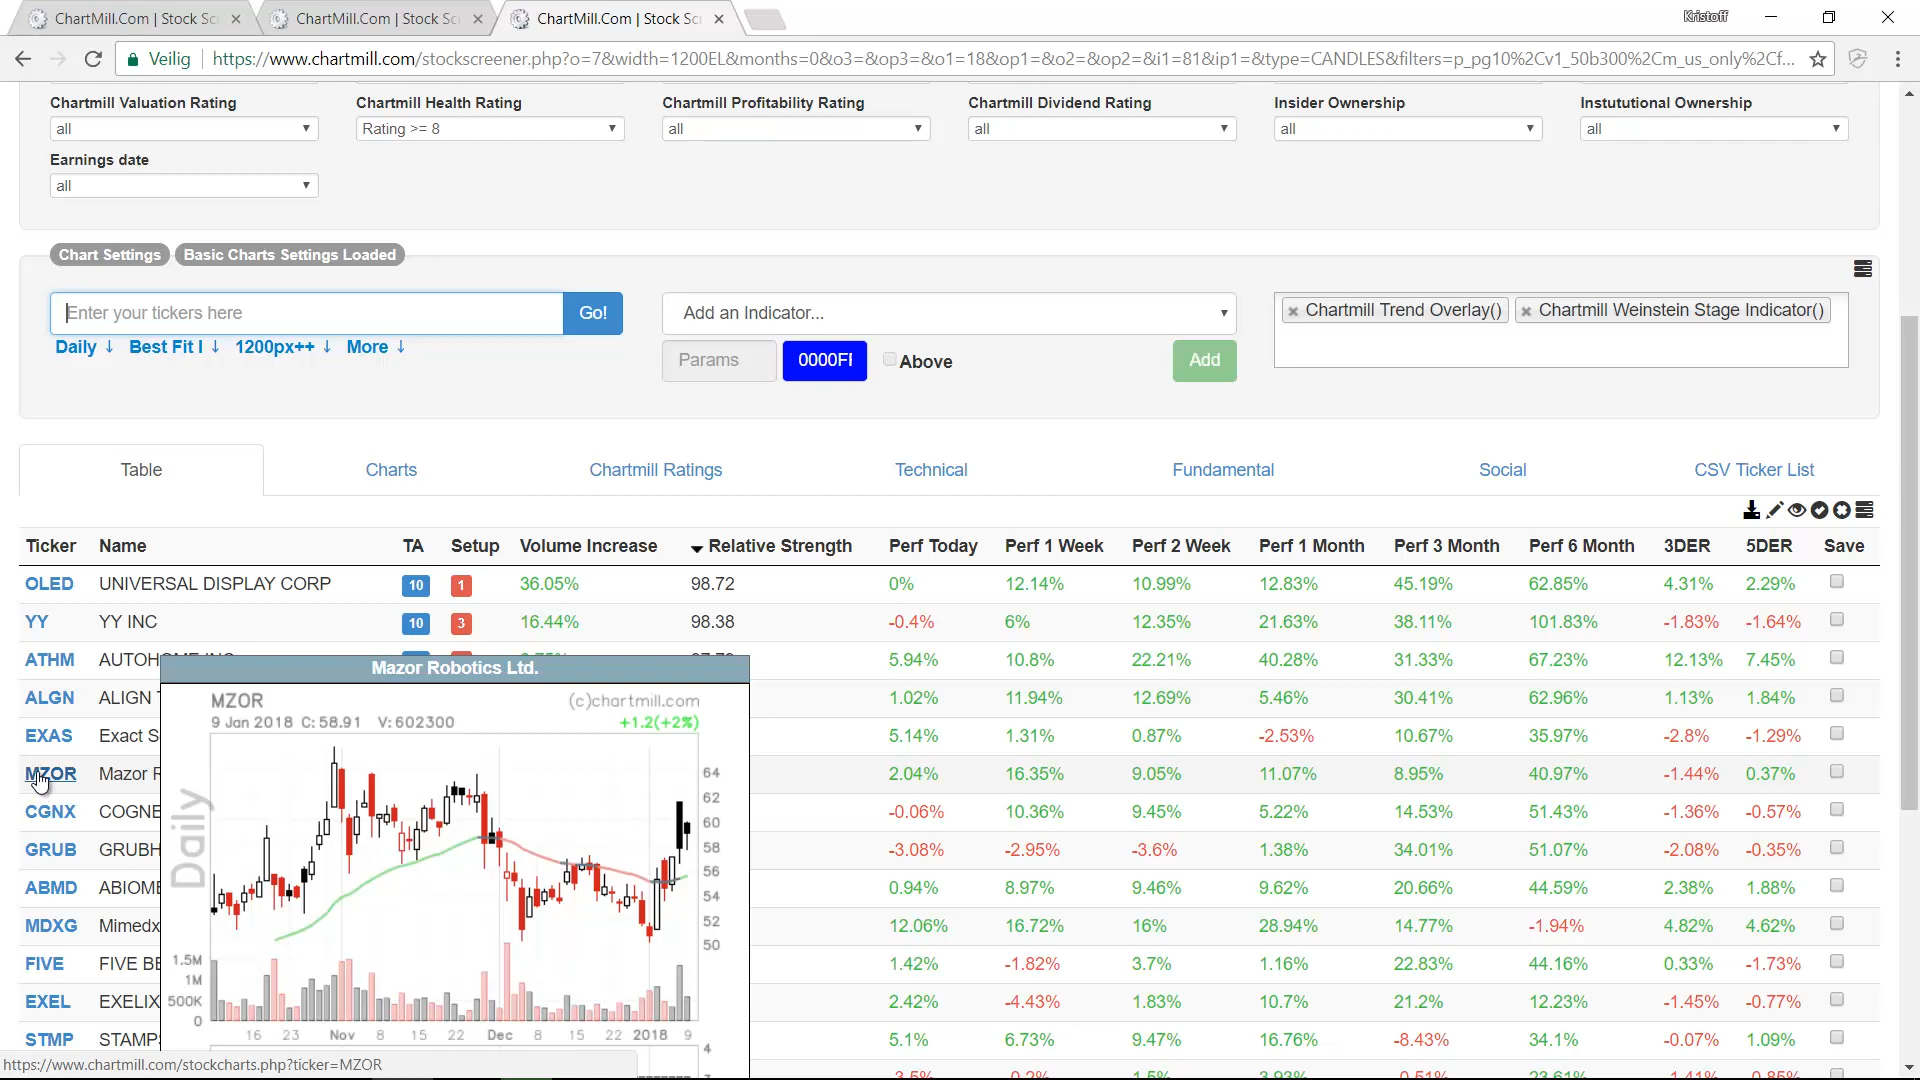 ChartMill.Com | Stock Sc
ChartMill.Com | Stock Sc
ChartMill.Com | Stock Sc
Kristoff
Veilig
https://www.chartmill.com/stockscreener.php?o=7&width=1200EL&months=0&o3=&op3=&o1=18&op1=&o2=&op2=&i1=81&ip1=&type=CANDLES&filters=p_pg10%2Cv1_50b300%2Cm_us_only%2Cf...
Chartmill Valuation Rating Chartmill Health Rating Chartmill Profitability Rating Chartmill Dividend Rating Insider Ownership Instutional Ownership
all Rating >= 8 all all all all
Earnings date
all
Chart Settings Basic Charts Settings Loaded
Enter your tickers here Go! Add an Indicator... × Chartmill Trend Overlay() × Chartmill Weinstein Stage Indicator()
Daily ↓ Best Fit I ↓ 1200px++ ↓ More ↓ Params 0000FF Above Add
Table Charts Chartmill Ratings Technical Fundamental Social CSV Ticker List
Ticker Name TA Setup Volume Increase Relative Strength Perf Today Perf 1 Week Perf 2 Week Perf 1 Month Perf 3 Month Perf 6 Month 3DER 5DER Save
OLED UNIVERSAL DISPLAY CORP 10 1 36.05% 98.72 0% 12.14% 10.99% 12.83% 45.19% 62.85% 4.31% 2.29%
YY YY INC 10 3 16.44% 98.38 -0.4% 6% 12.35% 21.63% 38.11% 101.83% -1.83% -1.64%
ATHM AUTOHOME INC 5.94% 10.8% 22.21% 40.28% 31.33% 67.23% 12.13% 7.45%
ALGN ALIGN 1.02% 11.94% 12.69% 5.46% 30.41% 62.96% 1.13% 1.84%
EXAS Exact S 5.14% 1.31% 0.87% -2.53% 10.67% 35.97% -2.8% -1.29%
MZOR Mazor R 2.04% 16.35% 9.05% 11.07% 8.95% 40.97% -1.44% 0.37%
CGNX COGNE -0.06% 10.36% 9.45% 5.22% 14.53% 51.43% -1.36% -0.57%
GRUB GRUBH -3.08% -2.95% -3.6% 1.38% 34.01% 51.07% -2.08% -0.35%
ABMD ABIOME 0.94% 8.97% 9.46% 9.62% 20.66% 44.59% 2.38% 1.88%
MDXG Mimedx 12.06% 16.72% 16% 28.94% 14.77% -1.94% 4.82% 4.62%
FIVE FIVE BE 1.42% -1.82% 3.7% 1.16% 22.83% 44.16% 0.33% -1.73%
EXEL EXELIX 2.42% -4.43% 1.83% 10.7% 21.2% 12.23% -1.45% -0.77%
STMP STAMPS 5.1% 6.73% 9.47% 16.76% -8.43% 34.1% -0.07% 1.09%
Mazor Robotics Ltd.
MZOR (c)chartmill.com
9 Jan 2018 C: 58.91 V: 602300 +1.2(+2%)
Daily
64
62
60
58
56
54
52
50
1.5M
1M
500K
0
16 23 Nov 8 15 22 Dec 8 15 22 2018 9
4
https://www.chartmill.com/stockcharts.php?ticker=MZOR